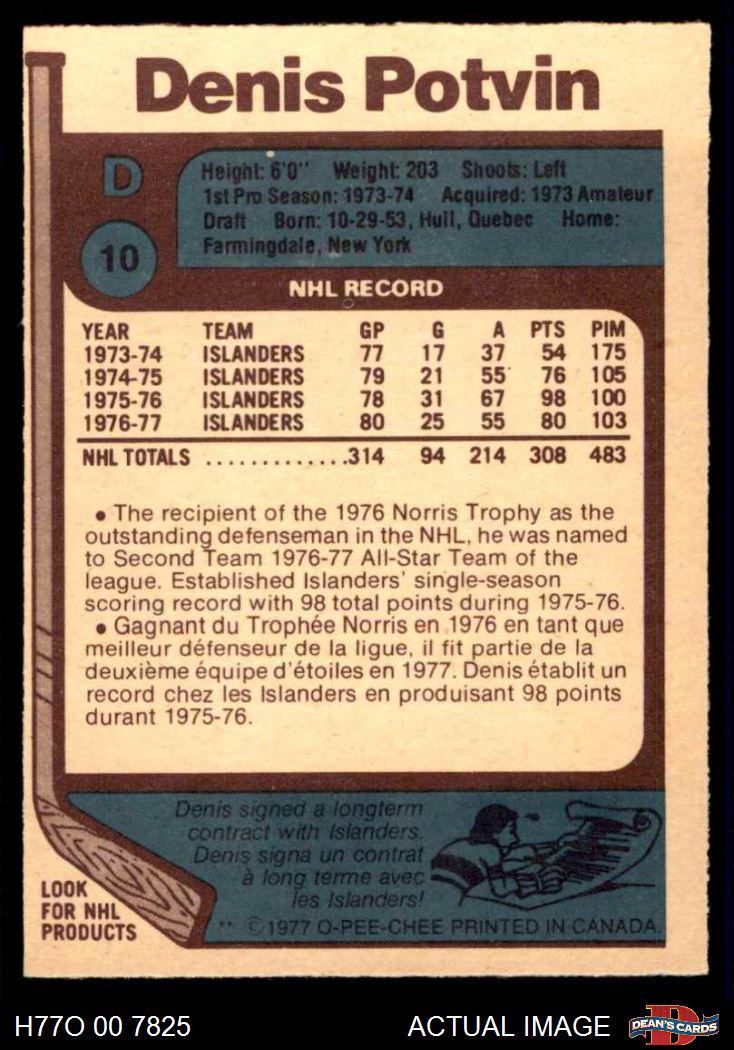 Denis Potvin
D
10
Height: 6'0" Weight: 203 Shoots: Left
1st Pro Season: 1973-74 Acquired: 1973 Amateur
Draft Born: 10-29-53, Hull, Quebec Home:
Farmingdale, New York
NHL RECORD
YEAR TEAM GP G A PTS PIM
1973-74 ISLANDERS 77 17 37 54 175
1974-75 ISLANDERS 79 21 55 76 105
1975-76 ISLANDERS 78 31 67 98 100
1976-77 ISLANDERS 80 25 55 80 103
NHL TOTALS .............314 94 214 308 483
• The recipient of the 1976 Norris Trophy as the
outstanding defenseman in the NHL, he was named
to Second Team 1976-77 All-Star Team of the
league. Established Islanders' single-season
scoring record with 98 total points during 1975-76.
• Gagnant du Trophée Norris en 1976 en tant que
meilleur défenseur de la ligue, il fit partie de la
deuxième équipe d'étoiles en 1977. Denis établit un
record chez les Islanders en produisant 98 points
durant 1975-76.
Denis signed a longterm
contract with Islanders.
Denis signa un contrat
à long terme avec
les Islanders!
LOOK
FOR NHL
PRODUCTS
** ©1977 O-PEE-CHEE PRINTED IN CANADA.
H77O 00 7825 ACTUAL IMAGE
D
DEAN'S CARDS